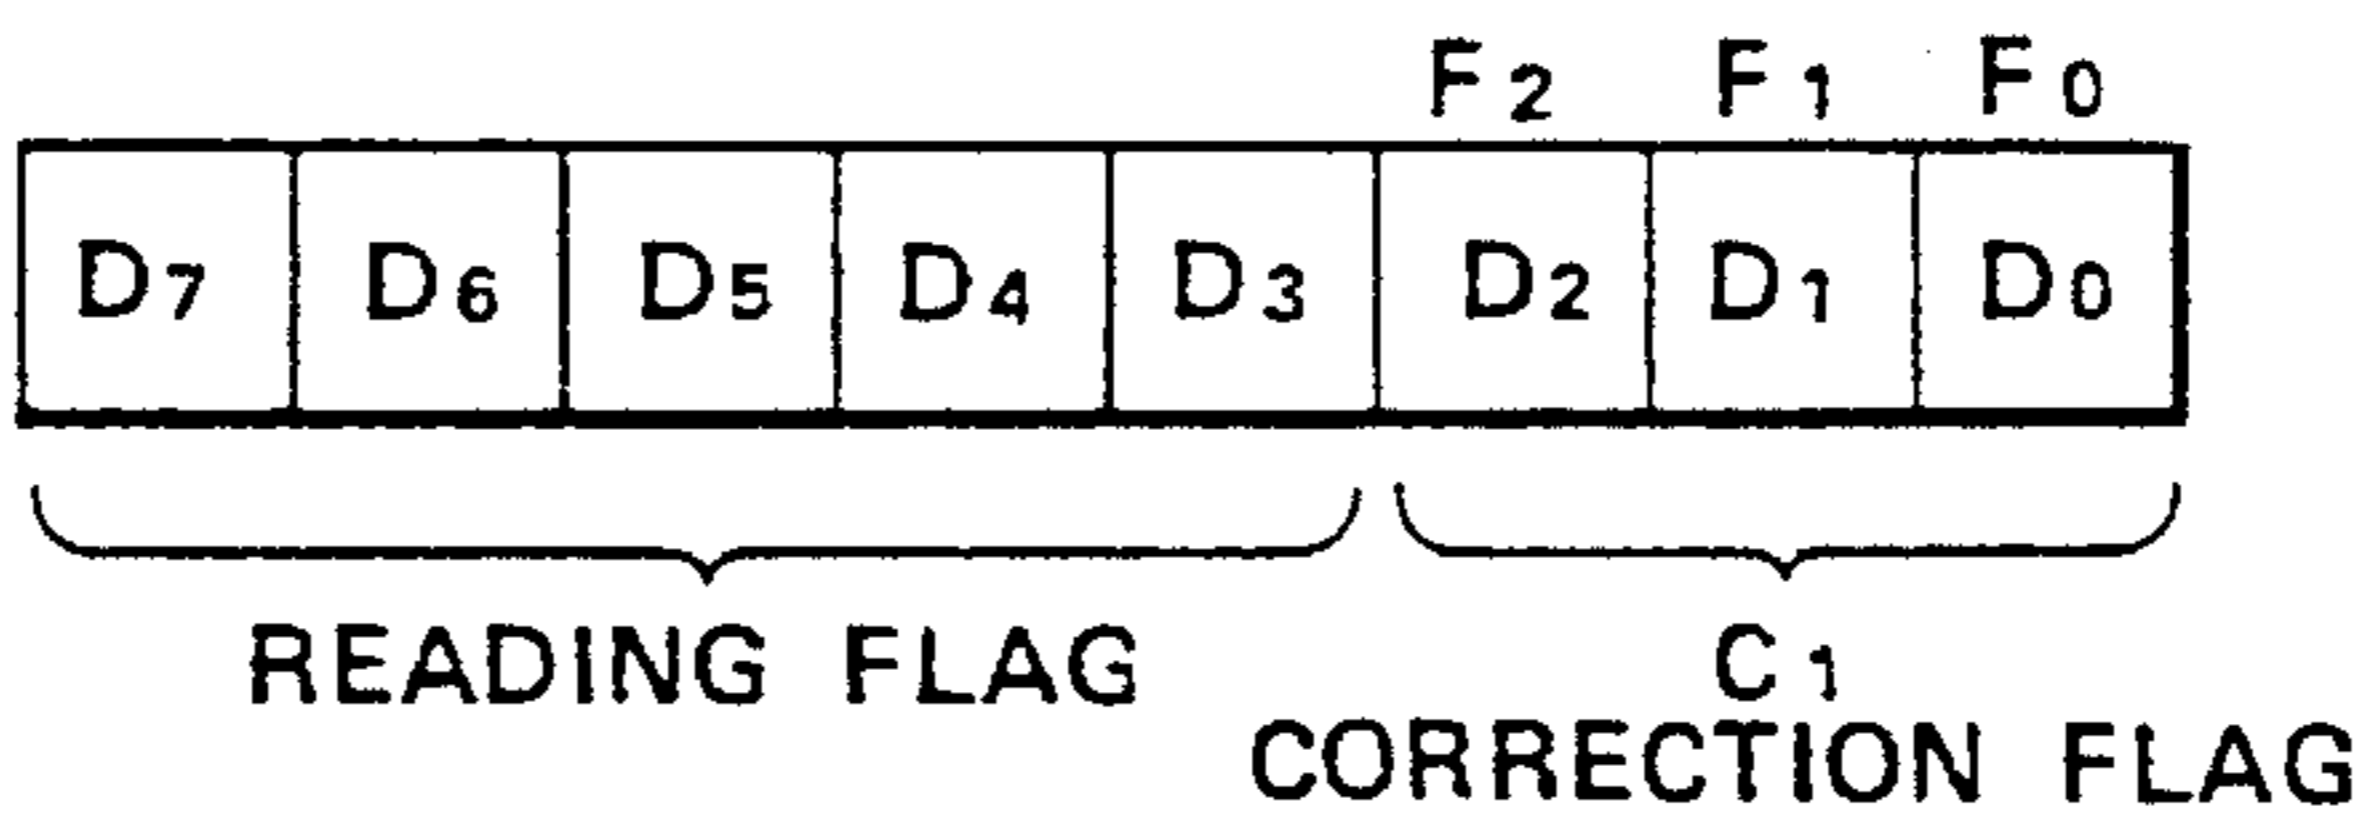 F2 F1 F0
D7 D6 D5 D4 D3 D2 D1 D0
READING FLAG
C1
CORRECTION FLAG